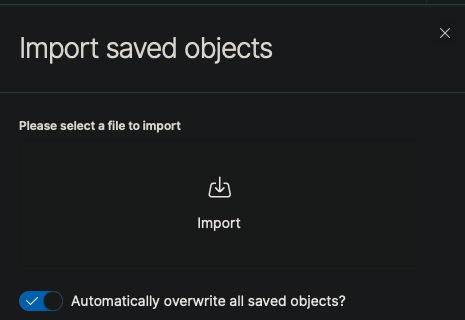 Import saved objects
Please select a file to import
Import
Automatically overwrite all saved objects?